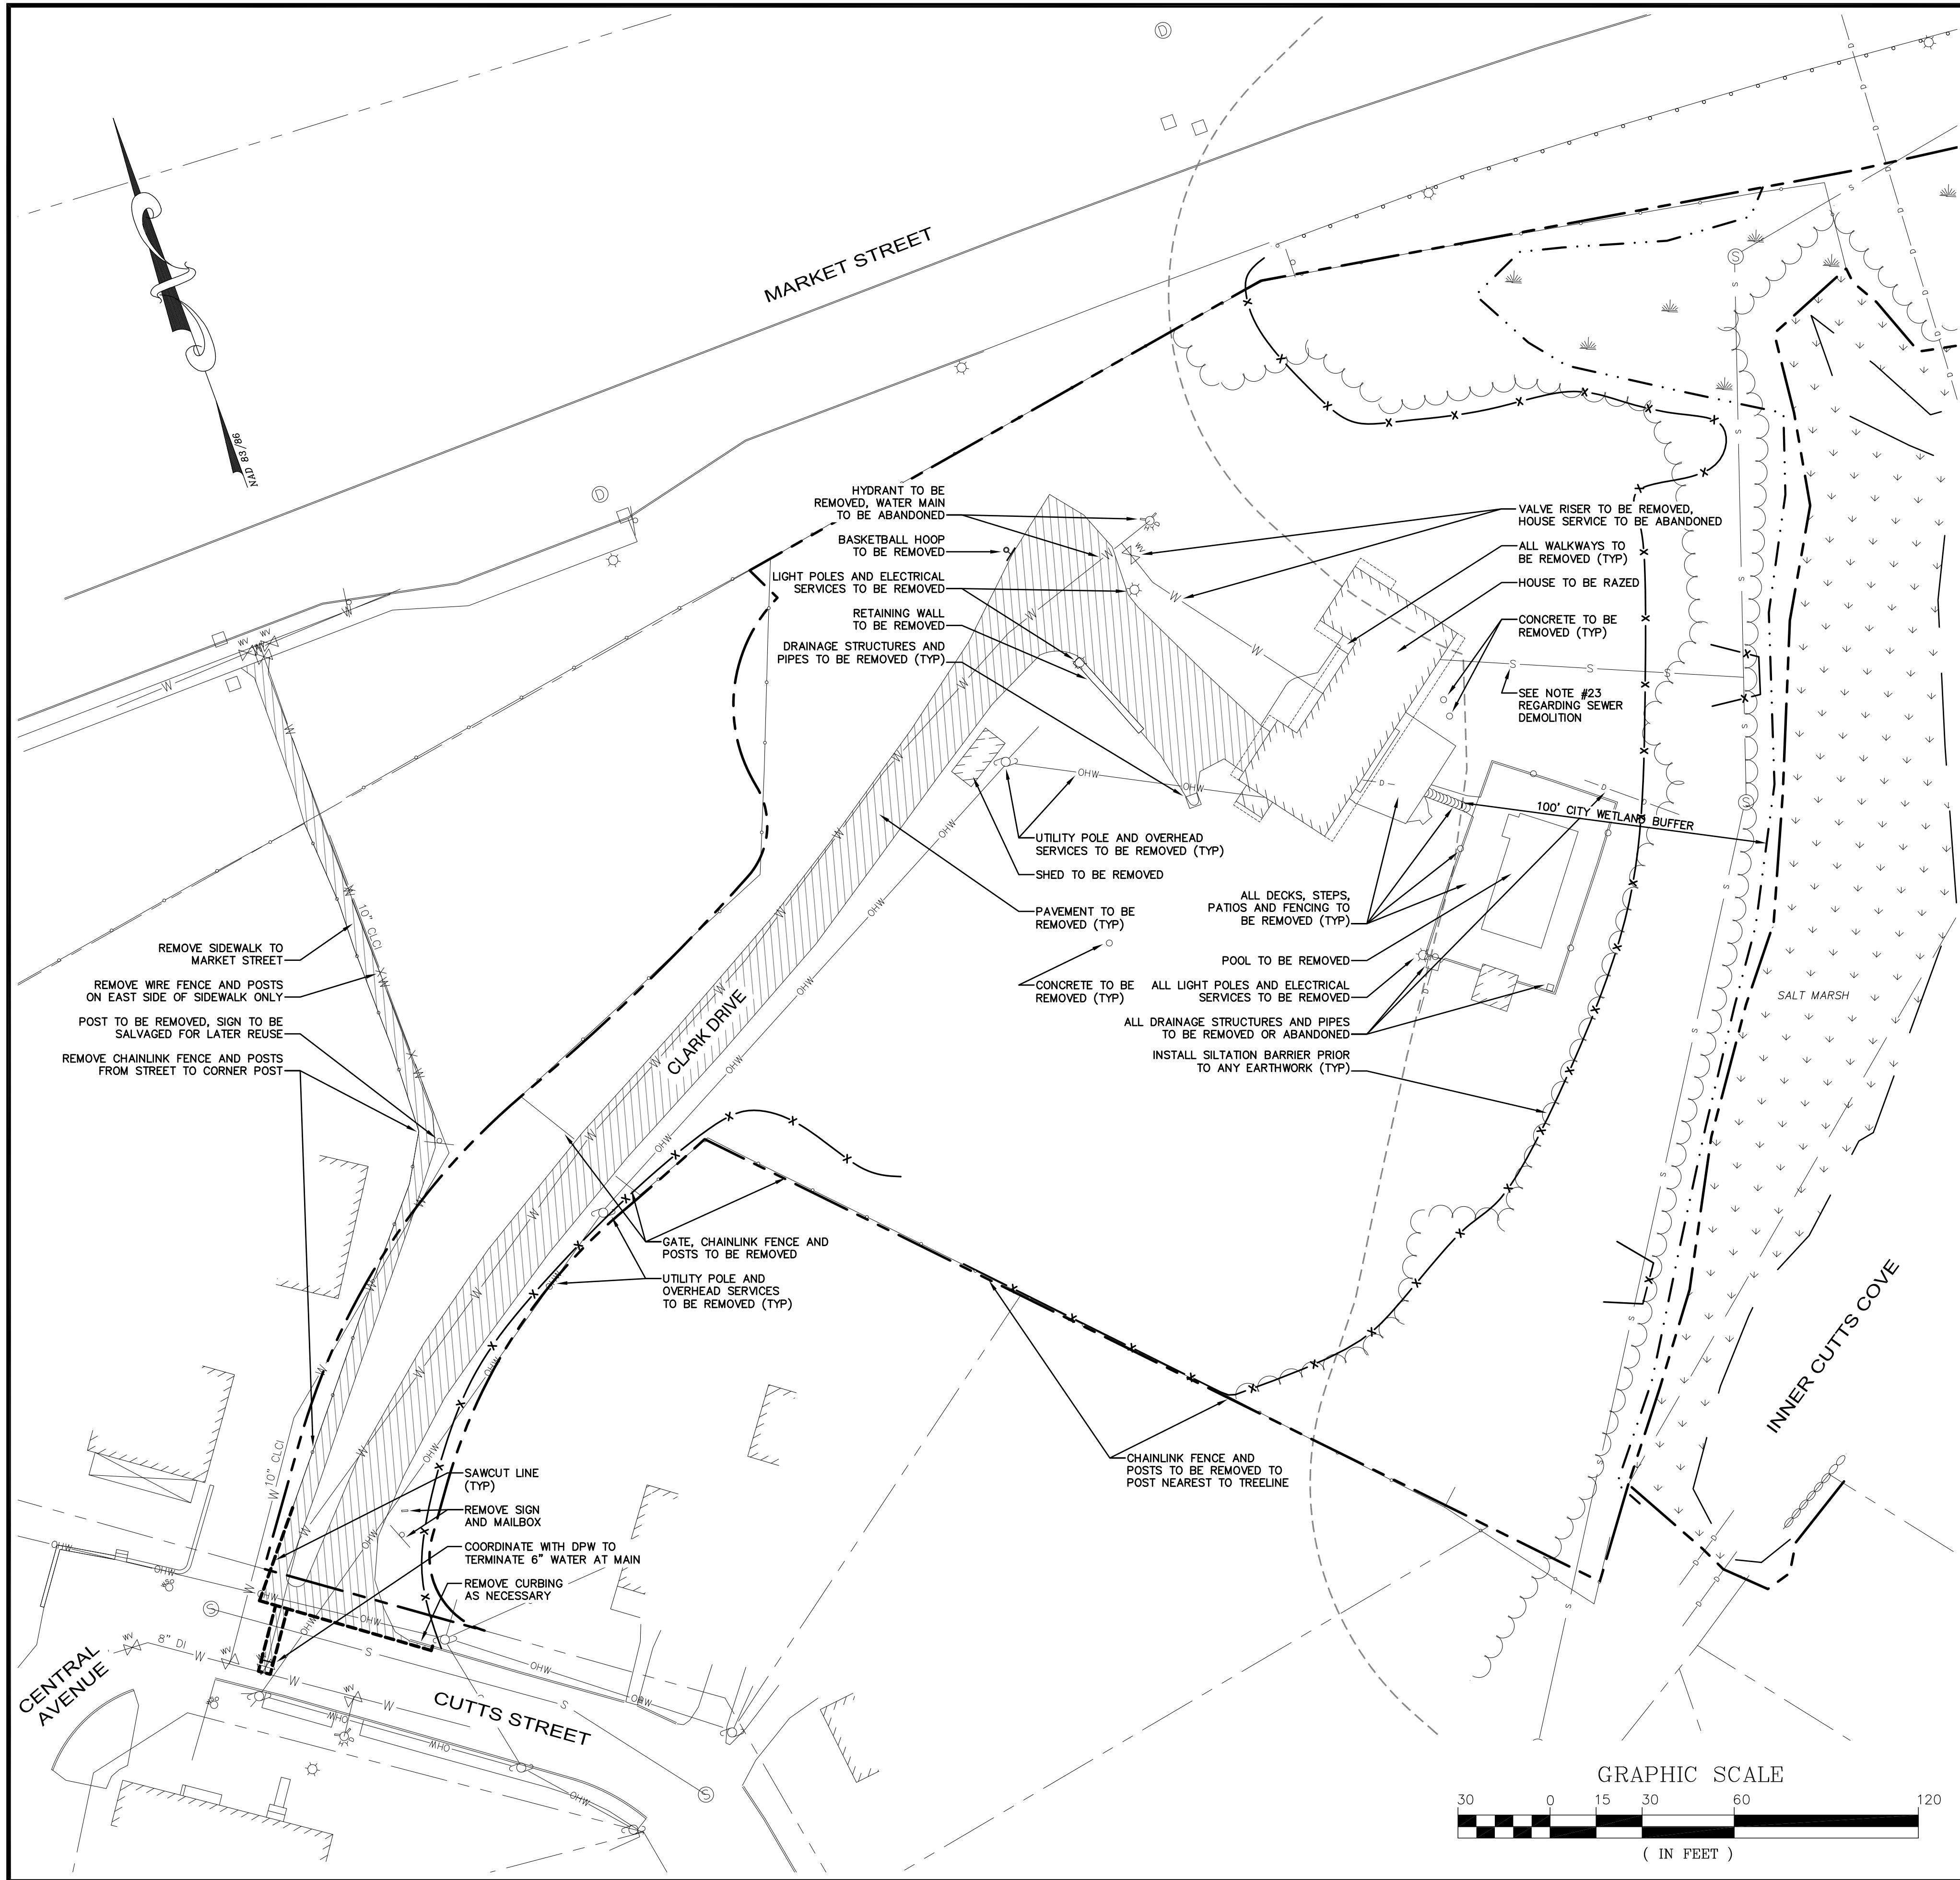 MARKET STREET
NAD 83/86
HYDRANT TO BE
REMOVED, WATER MAIN
TO BE ABANDONED
BASKETBALL HOOP
TO BE REMOVED
LIGHT POLES AND ELECTRICAL
SERVICES TO BE REMOVED
RETAINING WALL
TO BE REMOVED
DRAINAGE STRUCTURES AND
PIPES TO BE REMOVED (TYP)
VALVE RISER TO BE REMOVED,
HOUSE SERVICE TO BE ABANDONED
ALL WALKWAYS TO
BE REMOVED (TYP)
HOUSE TO BE RAZED
CONCRETE TO BE
REMOVED (TYP)
SEE NOTE #23
REGARDING SEWER
DEMOLITION
100' CITY WETLAND BUFFER
UTILITY POLE AND OVERHEAD
SERVICES TO BE REMOVED (TYP)
SHED TO BE REMOVED
PAVEMENT TO BE
REMOVED (TYP)
CONCRETE TO BE
REMOVED (TYP)
ALL DECKS, STEPS,
PATIOS AND FENCING TO
BE REMOVED (TYP)
POOL TO BE REMOVED
ALL LIGHT POLES AND ELECTRICAL
SERVICES TO BE REMOVED
ALL DRAINAGE STRUCTURES AND PIPES
TO BE REMOVED OR ABANDONED
INSTALL SILTATION BARRIER PRIOR
TO ANY EARTHWORK (TYP)
SALT MARSH
10" CLCI
REMOVE SIDEWALK TO
MARKET STREET
REMOVE WIRE FENCE AND POSTS
ON EAST SIDE OF SIDEWALK ONLY
POST TO BE REMOVED, SIGN TO BE
SALVAGED FOR LATER REUSE
REMOVE CHAINLINK FENCE AND POSTS
FROM STREET TO CORNER POST
CLARK DRIVE
GATE, CHAINLINK FENCE AND
POSTS TO BE REMOVED
UTILITY POLE AND
OVERHEAD SERVICES
TO BE REMOVED (TYP)
INNER CUTTS COVE
CHAINLINK FENCE AND
POSTS TO BE REMOVED TO
POST NEAREST TO TREELINE
10" CLCI
SAWCUT LINE
(TYP)
REMOVE SIGN
AND MAILBOX
COORDINATE WITH DPW TO
TERMINATE 6" WATER AT MAIN
REMOVE CURBING
AS NECESSARY
8" DI
CENTRAL
AVENUE
CUTTS STREET
GRAPHIC SCALE
30 0 15 30 60 120
( IN FEET )